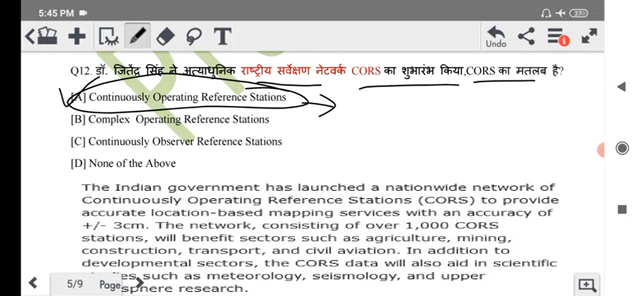 5:45 PM
37
Undo
Q12. डॉ. जितेंद्र सिंह ने अत्याधुनिक राष्ट्रीय सर्वेक्षण नेटवर्क CORS का शुभारंभ किया,CORS का मतलब है?
[A] Continuously Operating Reference Stations
[B] Complex Operating Reference Stations
[C] Continuously Observer Reference Stations
[D] None of the Above
The Indian government has launched a nationwide network of
Continuously Operating Reference Stations (CORS) to provide
accurate location-based mapping services with an accuracy of
+/- 3cm. The network, consisting of over 1,000 CORS
stations, will benefit sectors such as agriculture, mining,
construction, transport, and civil aviation. In addition to
developmental sectors, the CORS data will also aid in scientific
such as meteorology, seismology, and upper
research.
5/9